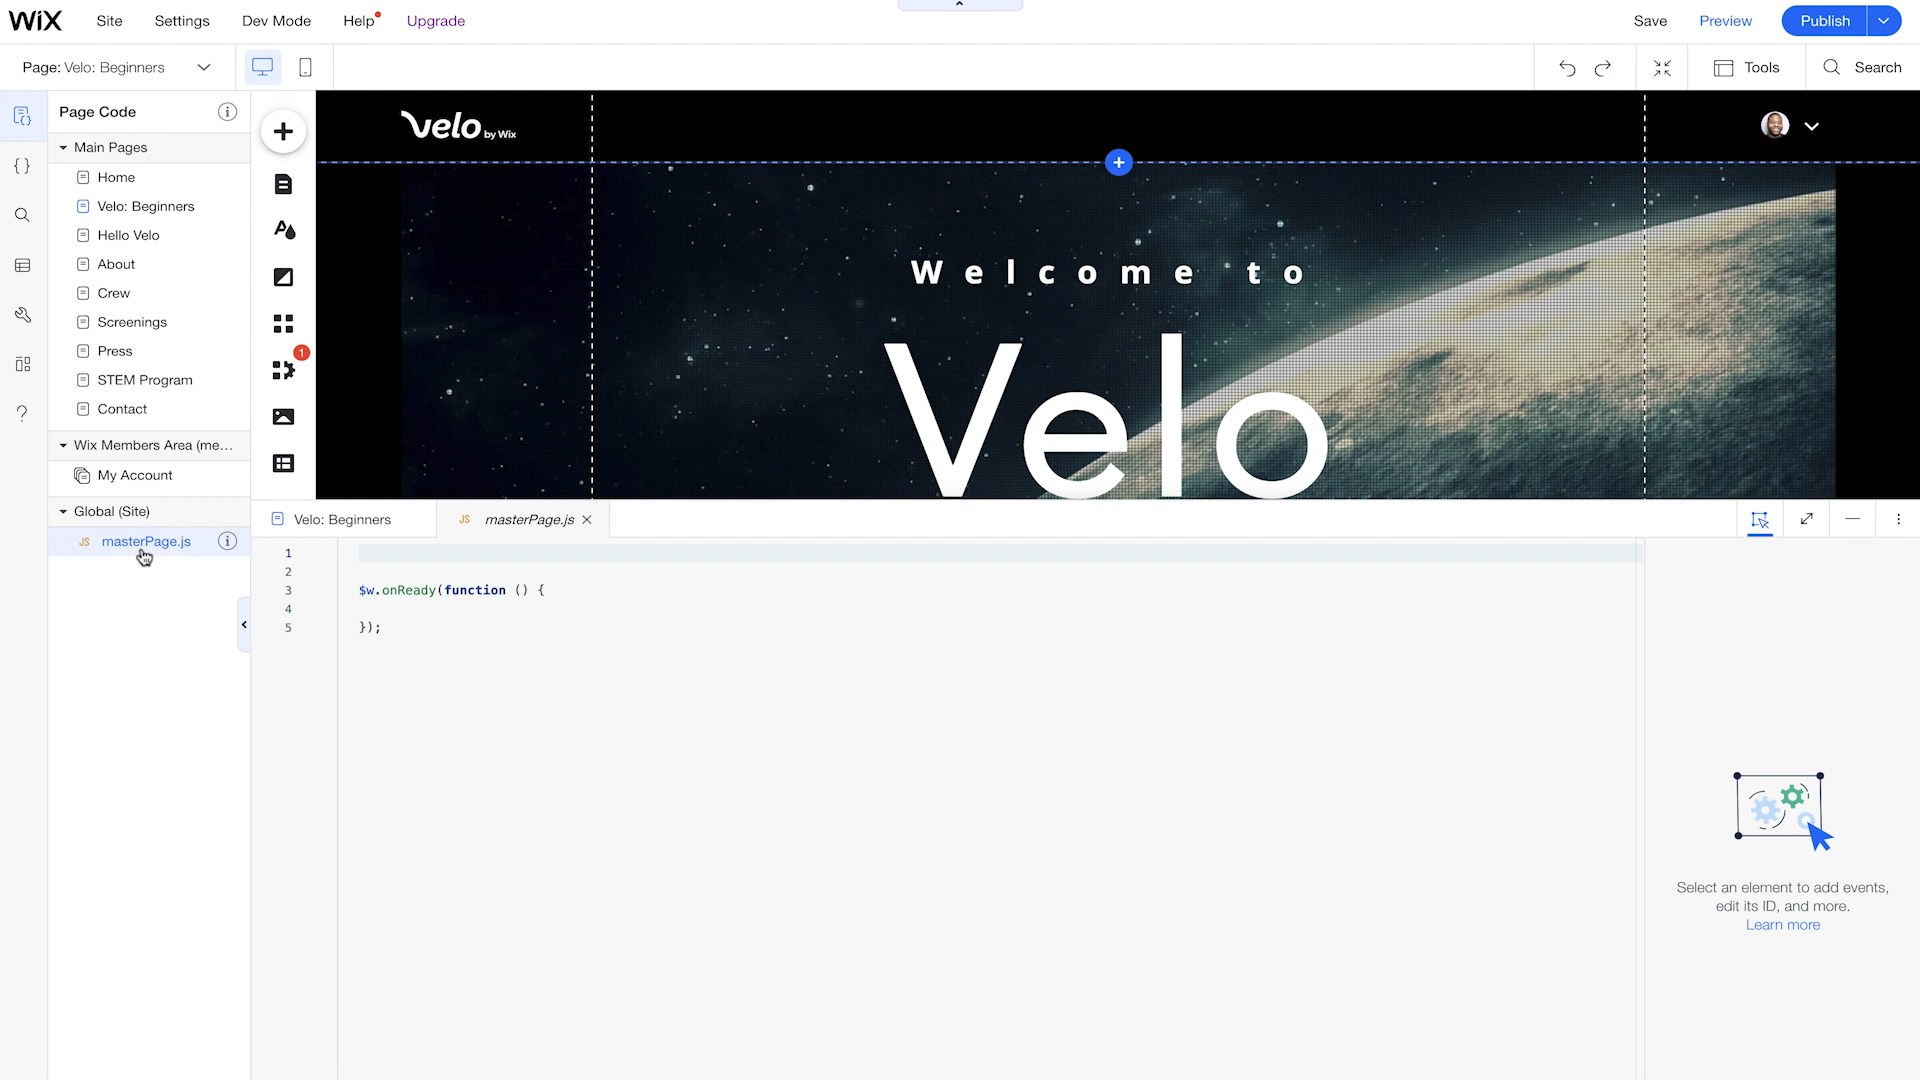 WiX Site Settings Dev Mode Help Upgrade Save Preview Publish
Page: Velo: Beginners Tools Search
Page Code
Main Pages
Home
Velo: Beginners
Hello Velo
About
Crew
Screenings
Press
STEM Program
Contact
Wix Members Area (me...
My Account
Global (Site)
JS masterPage.js
1
velo by Wix
Welcome to
Velo
Velo: Beginners JS masterPage.js
1
2
3 $w.onReady(function () {
4
5 });
Select an element to add events,
edit its ID, and more.
Learn more